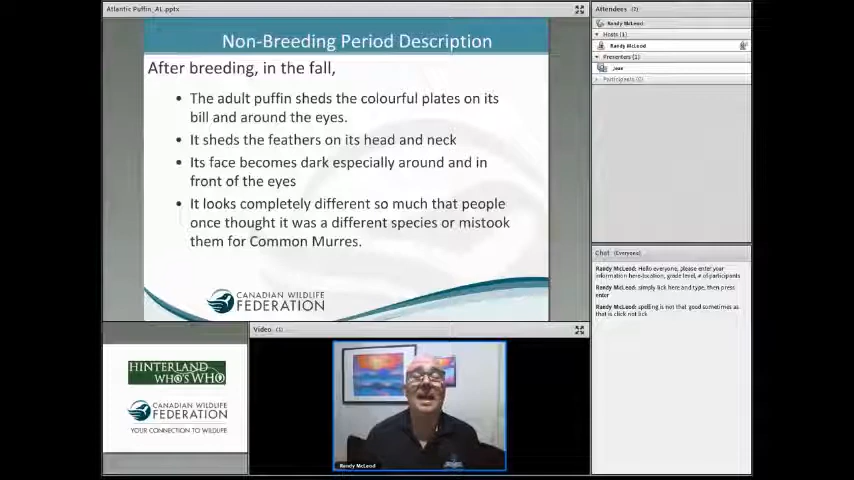 Atlantic Puffin_AL.pptx
Non-Breeding Period Description
After breeding, in the fall,
• The adult puffin sheds the colourful plates on its
bill and around the eyes.
• It sheds the feathers on its head and neck
• Its face becomes dark especially around and in
front of the eyes
• It looks completely different so much that people
once thought it was a different species or mistook
them for Common Murres.
CANADIAN WILDLIFE
FEDERATION
HINTERLAND
WHO'S WHO
CANADIAN WILDLIFE
FEDERATION
YOUR CONNECTION TO WILDLIFE
Video (1)
Randy McLeod
Attendees (2)
Randy McLeod
Hosts (1)
Randy McLeod
Presenters (1)
Participants (0)
Chat (Everyone)
Randy McLeod: Hello everyone, please enter your
information here-location, grade level, # of participants
Randy McLeod: simply lick here and type, then press
enter
Randy McLeod: spelling is not that good sometimes as
that is click not lick